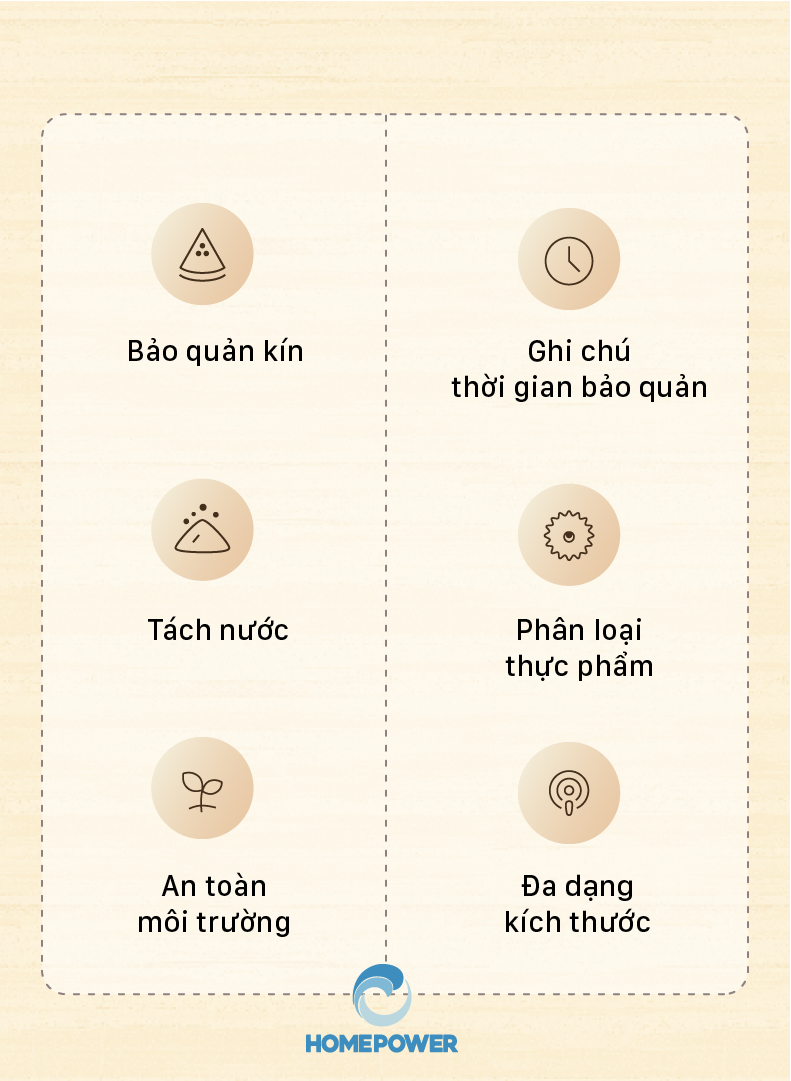 Bảo quản kín
Ghi chú
thời gian bảo quản
Tách nước
Phân loại
thực phẩm
An toàn
môi trường
Đa dạng
kích thước
HOMEPOWER